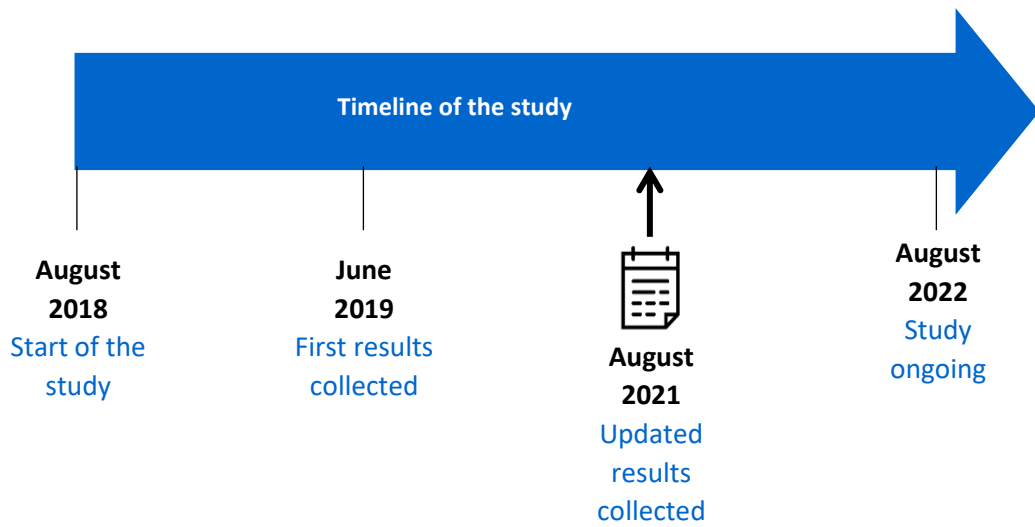 Timeline of the study
August
2018
Start of the
study
June
2019
First results
collected
August
2021
Updated
results
collected
August
2022
Study
ongoing